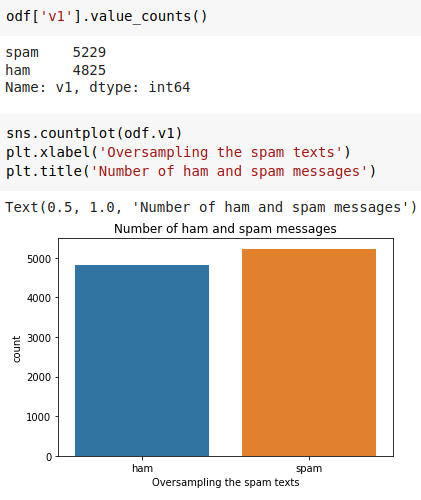 odf['v1'].value_counts()
spam    5229
ham     4825
Name: v1, dtype: int64
sns.countplot(odf.v1)
plt.xlabel('Oversampling the spam texts')
plt.title('Number of ham and spam messages')
Text(0.5, 1.0, 'Number of ham and spam messages')
Number of ham and spam messages
5000
4000
3000
2000
1000
0
count
ham spam
Oversampling the spam texts